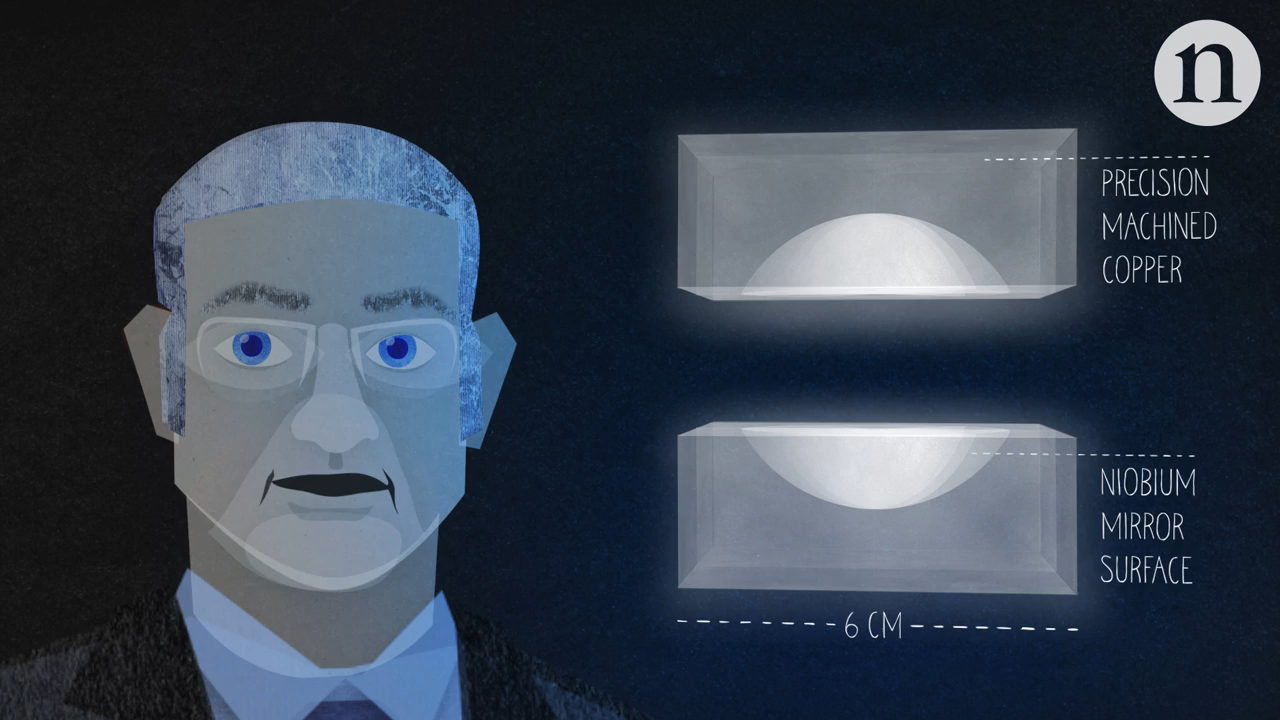 n
PRECISION
MACHINED
COPPER
NIOBIUM
MIRROR
SURFACE
6 CM